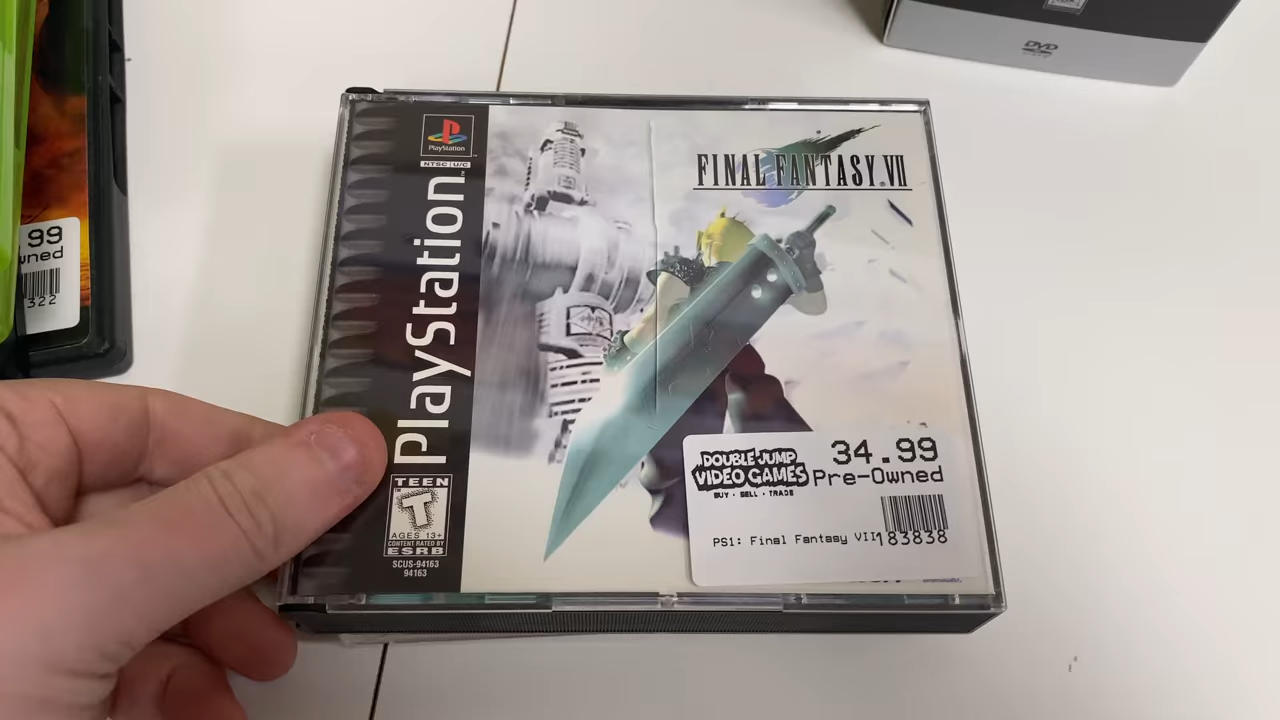 DVD
PlayStation
NTSC U/C
PlayStation
TEEN
T
AGES 13+
CONTENT RATED BY
ESRB
SCUS-94163
94163
FINAL FANTASY VII
DOUBLE JUMP
VIDEO GAMES
BUY • SELL • TRADE
34.99
Pre-Owned
PS1: Final Fantasy VII
183838
99
wned
322